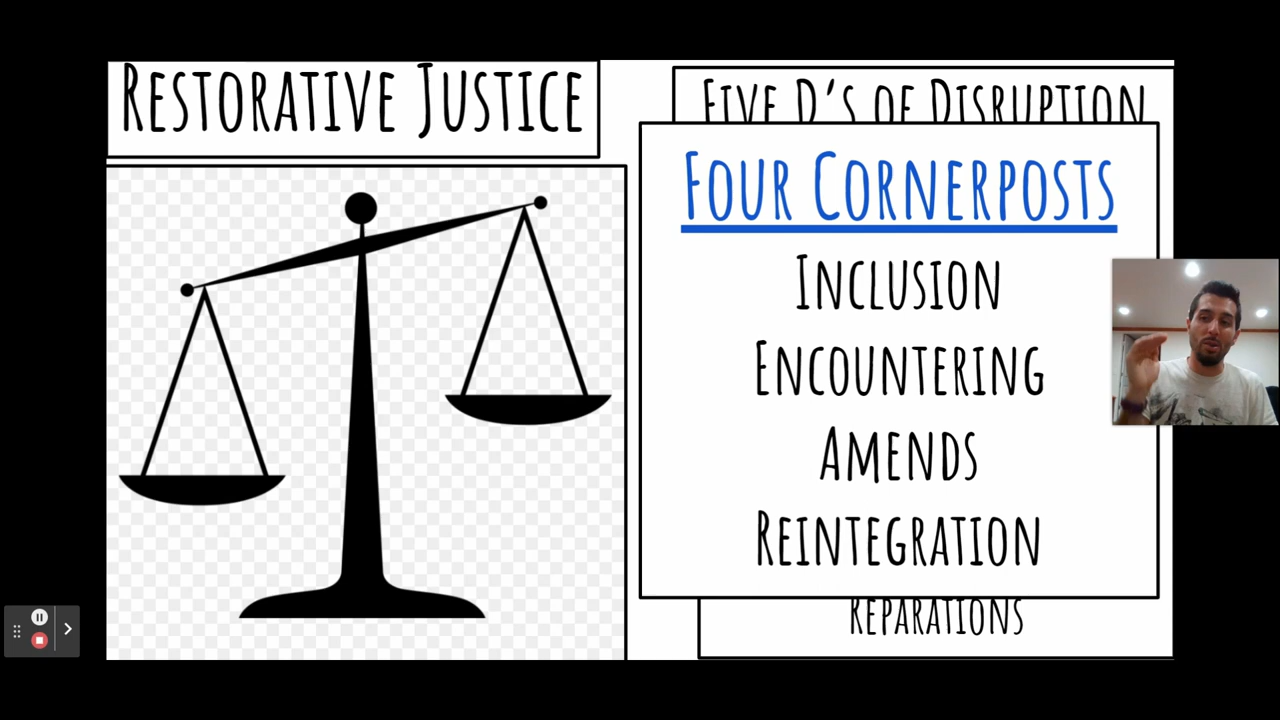 Restorative Justice
Five D's of Disruption
Four Cornerposts
Inclusion
Encountering
Amends
Reintegration
Reparations